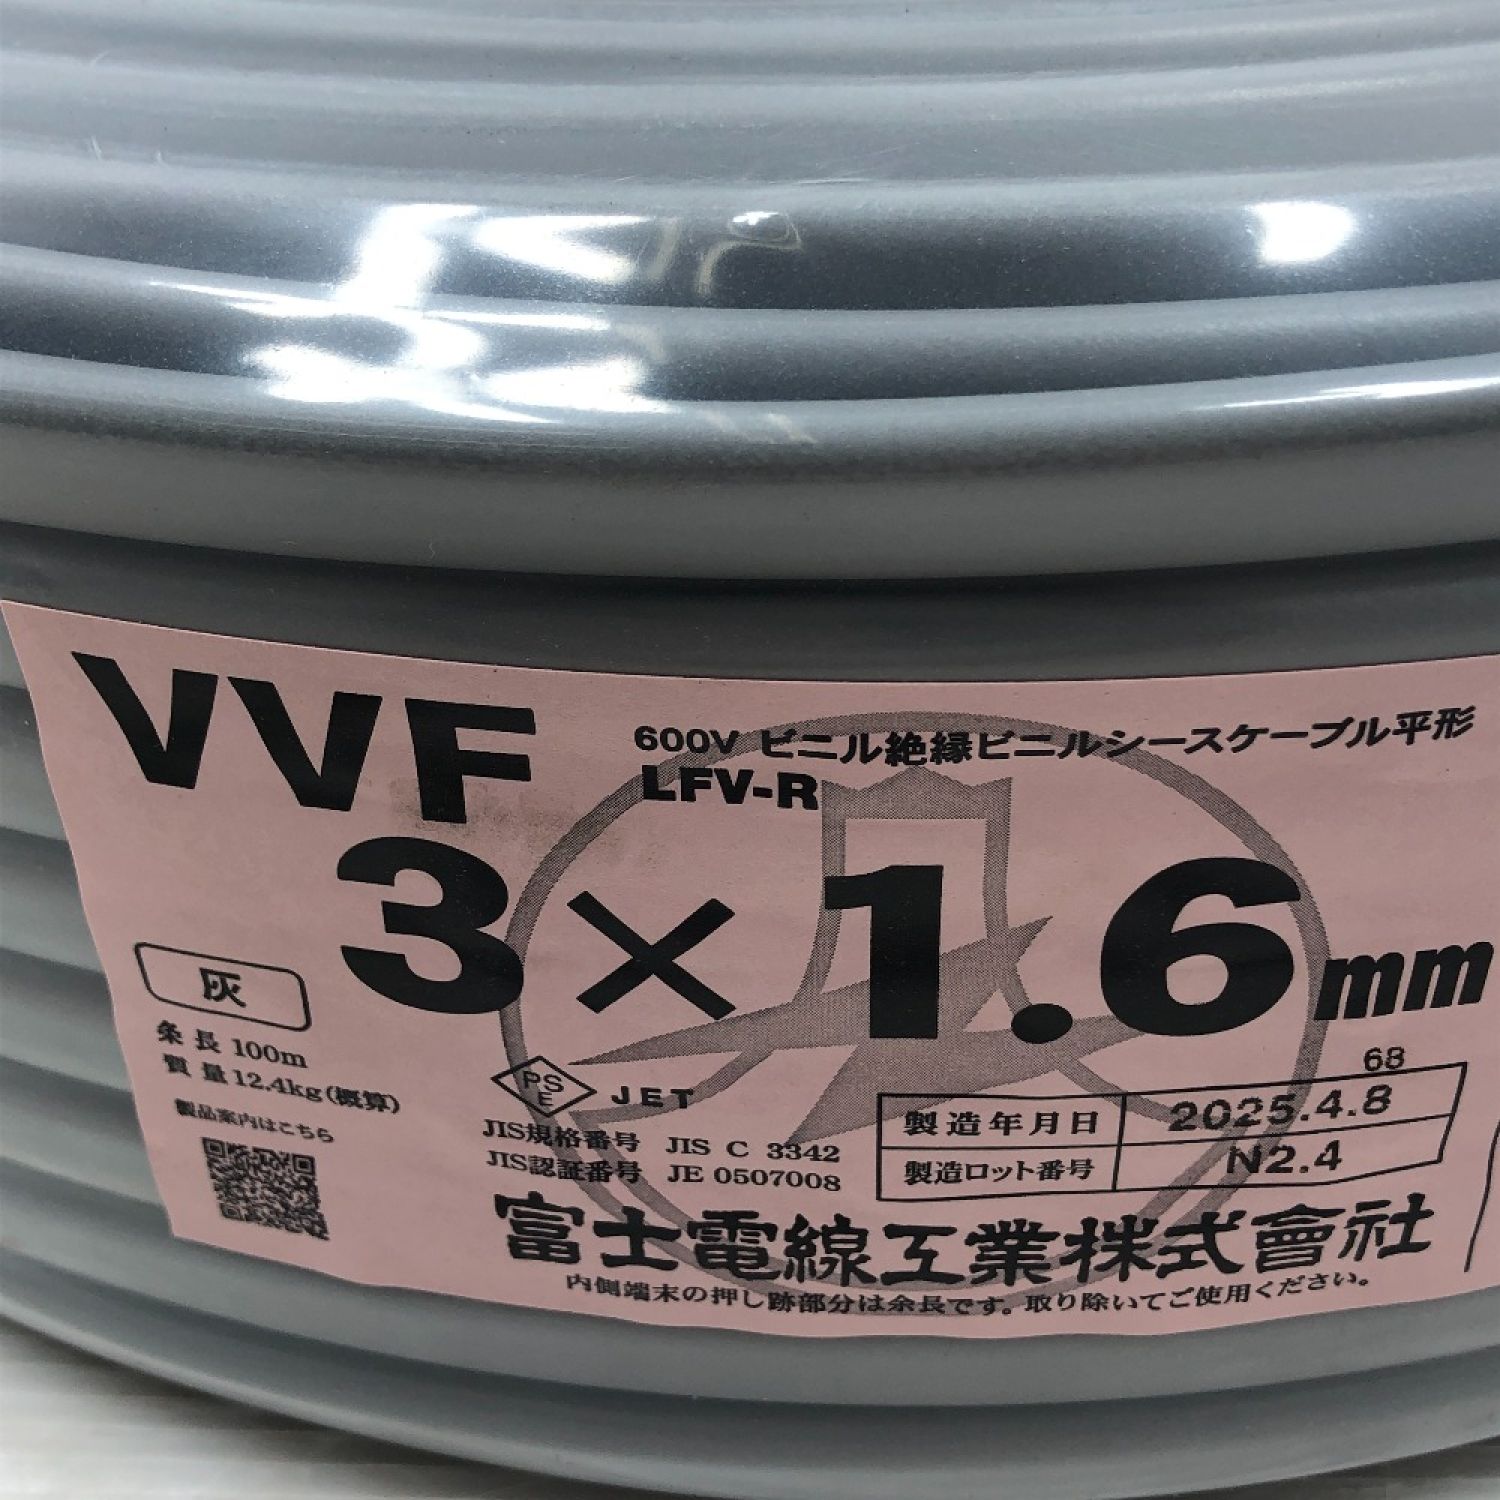 VVF
600V ビニル絶縁ビニルシースケーブル平形
LFV-R
3×1.6mm
灰
条長 100m
質量 12.4kg(概算)
製品案内はこちら
PS
E
JET
JIS規格番号 JIS C 3342
JIS認証番号 JE 0507008
68
製造年月日 2025.4.8
製造ロット番号 N2.4
富士電線工業株式會社
内側端末の押し跡部分は余長です。取り除いてご使用ください。